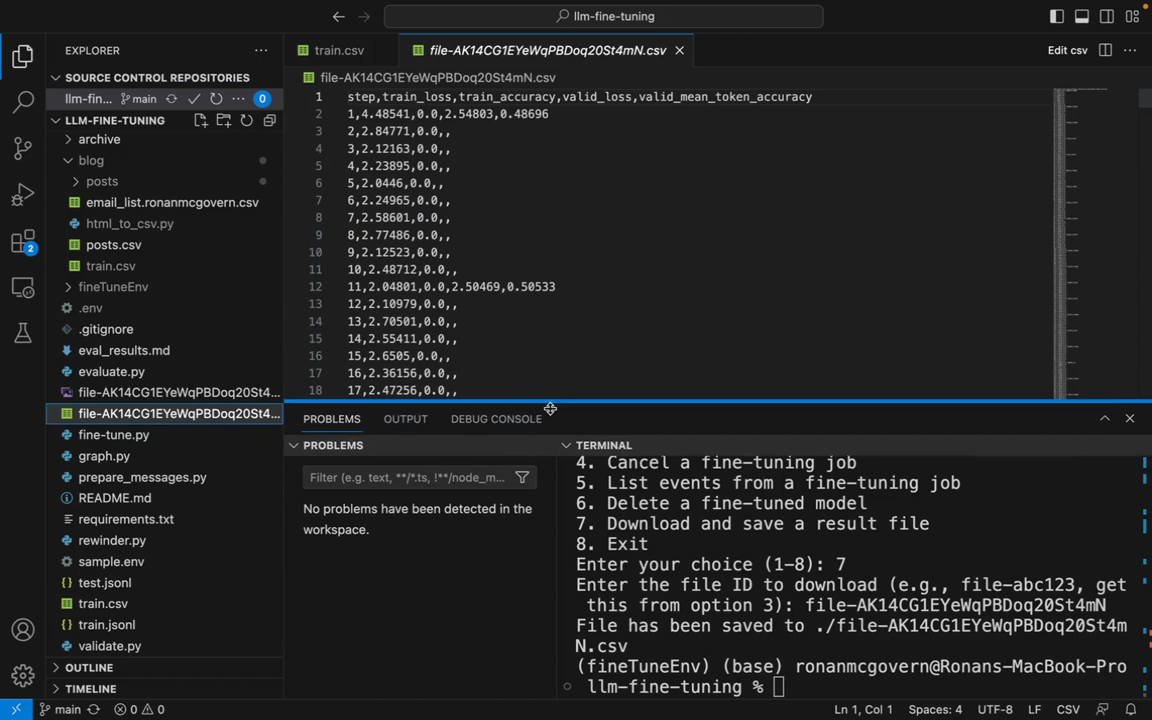 llm-fine-tuning
EXPLORER
SOURCE CONTROL REPOSITORIES
llm-fin... main 0
LLM-FINE-TUNING
archive
blog
posts
email_list.ronanmcgovern.csv
html_to_csv.py
posts.csv
train.csv
fineTuneEnv
.env
.gitignore
eval_results.md
evaluate.py
file-AK14CG1EYeWqPBDoq20St4...
file-AK14CG1EYeWqPBDoq20St4...
fine-tune.py
graph.py
prepare_messages.py
README.md
requirements.txt
rewinder.py
sample.env
test.jsonl
train.csv
train.jsonl
validate.py
OUTLINE
TIMELINE
2
train.csv
file-AK14CG1EYeWqPBDoq20St4mN.csv
Edit csv
file-AK14CG1EYeWqPBDoq20St4mN.csv
1 step,train_loss,train_accuracy,valid_loss,valid_mean_token_accuracy
2 1,4.48541,0.0,2.54803,0.48696
3 2,2.84771,0.0,,
4 3,2.12163,0.0,,
5 4,2.23895,0.0,,
6 5,2.0446,0.0,,
7 6,2.24965,0.0,,
8 7,2.58601,0.0,,
9 8,2.77486,0.0,,
10 9,2.12523,0.0,,
11 10,2.48712,0.0,,
12 11,2.04801,0.0,2.50469,0.50533
13 12,2.10979,0.0,,
14 13,2.70501,0.0,,
15 14,2.55411,0.0,,
16 15,2.6505,0.0,,
17 16,2.36156,0.0,,
18 17,2.47256,0.0,,
PROBLEMS OUTPUT DEBUG CONSOLE
PROBLEMS
Filter (e.g. text, **/*.ts, !**/node_m...
No problems have been detected in the
workspace.
TERMINAL
4. Cancel a fine-tuning job
5. List events from a fine-tuning job
6. Delete a fine-tuned model
7. Download and save a result file
8. Exit
Enter your choice (1-8): 7
Enter the file ID to download (e.g., file-abc123, get
this from option 3): file-AK14CG1EYeWqPBDoq20St4mN
File has been saved to ./file-AK14CG1EYeWqPBDoq20St4m
N.csv
(fineTuneEnv) (base) ronanmcgovern@Ronans-MacBook-Pro
llm-fine-tuning %
main 0 0 Ln 1, Col 1 Spaces: 4 UTF-8 LF CSV